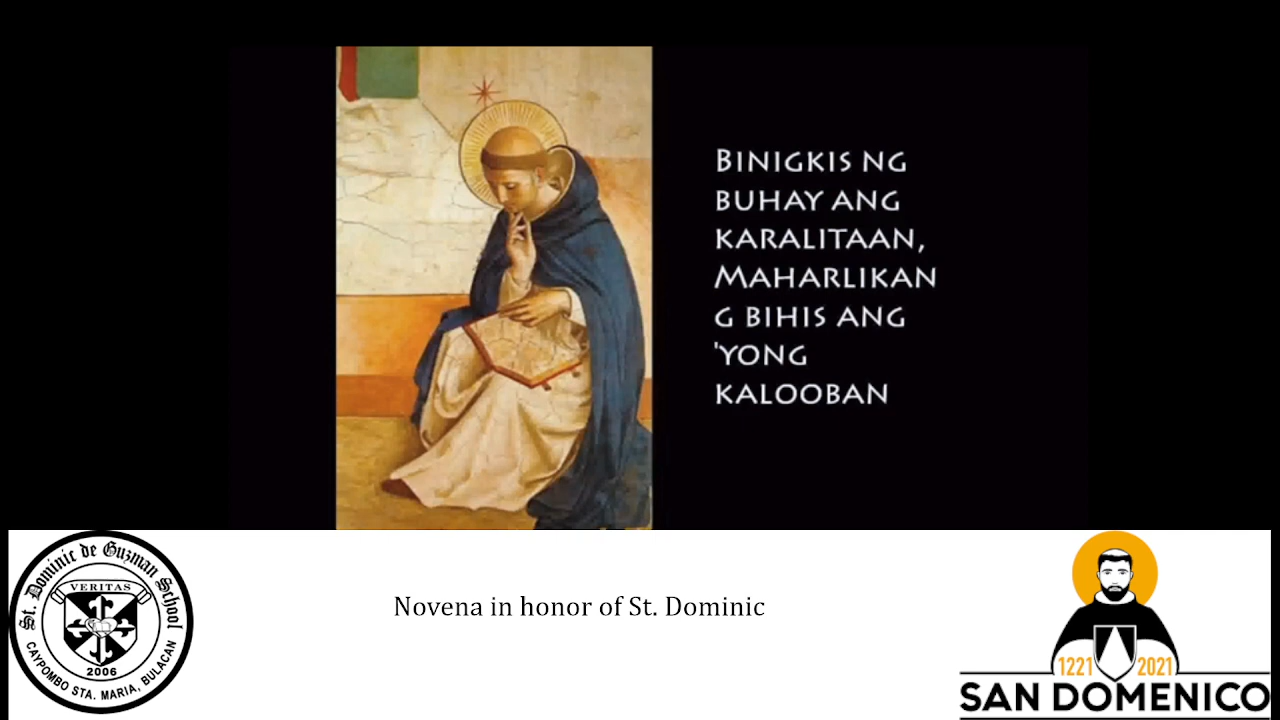 BINIGKIS NG
BUHAY ANG
KARALITAAN,
MAHARLIKAN
G BIHIS ANG
'YONG
KALOOBAN
St. Dominic de Guzman School
VERITAS
2006
CAYPOMBO STA. MARIA, BULACAN
Novena in honor of St. Dominic
1221 2021
SAN DOMENICO